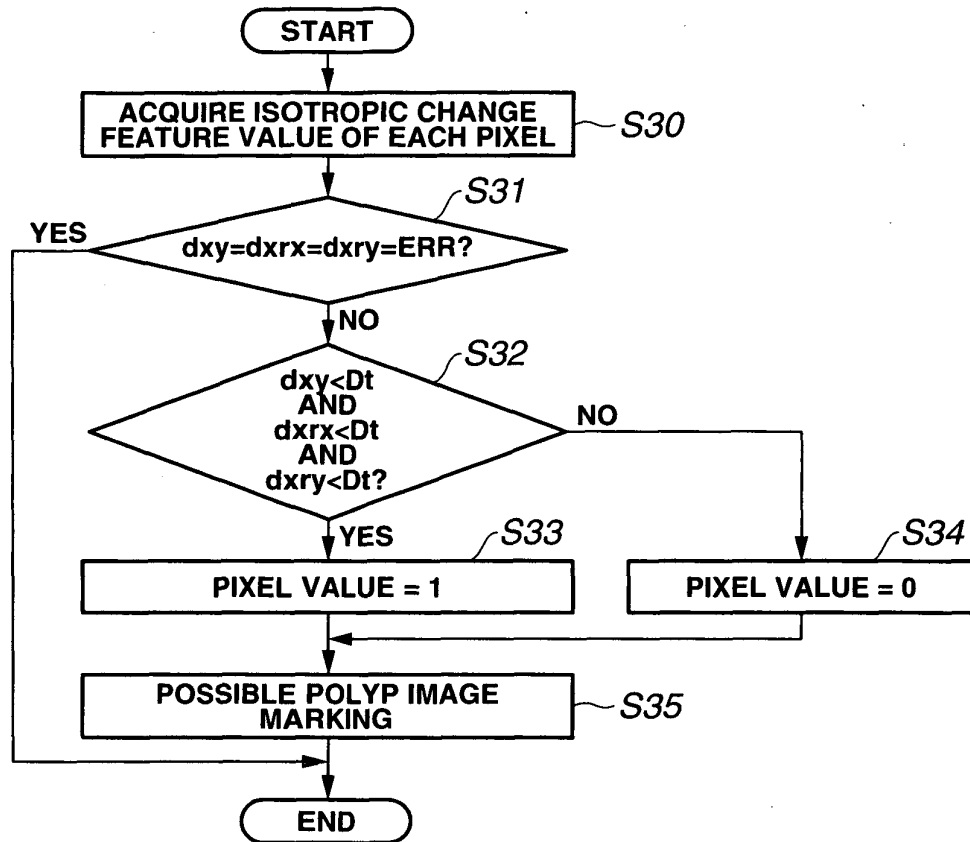 START
ACQUIRE ISOTROPIC CHANGE
FEATURE VALUE OF EACH PIXEL
S30
S31
YES
dxy=dxrx=dxry=ERR?
NO
S32
dxy<Dt
AND
dxrx<Dt
AND
dxry<Dt?
NO
YES
S33
S34
PIXEL VALUE = 1
PIXEL VALUE = 0
POSSIBLE POLYP IMAGE
MARKING
S35
END